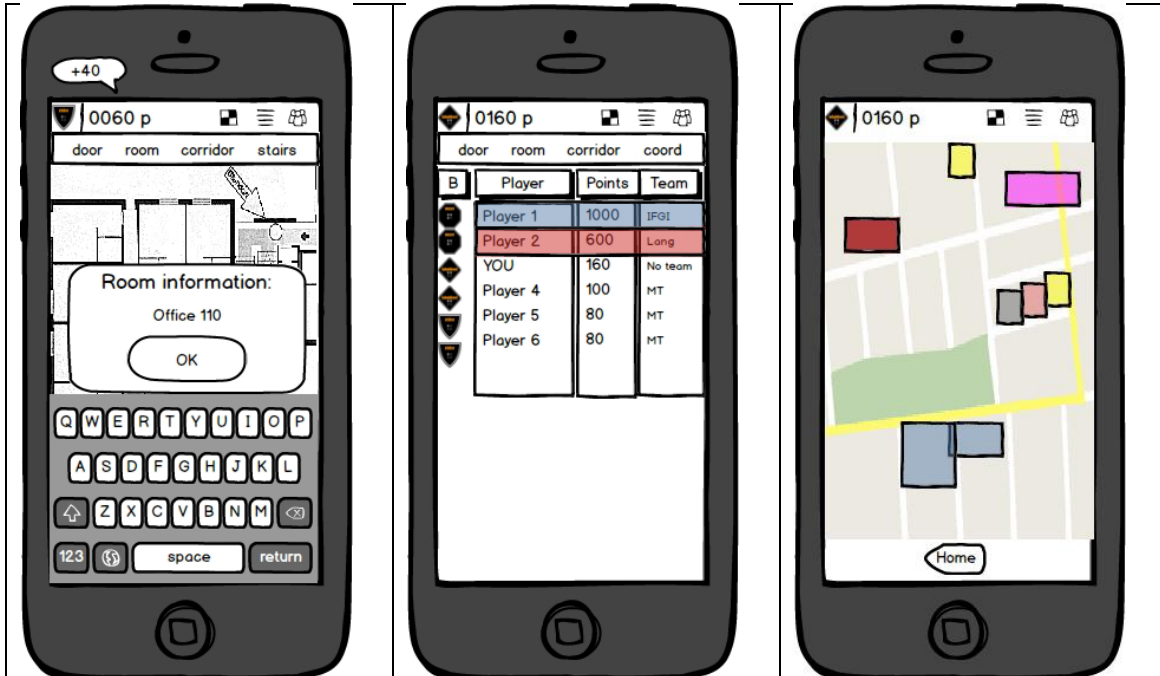 +40
0060 p
door room corridor stairs
Room information:
Office 110
OK
Q W E R T Y U I O P
A S D F G H J K L
Z X C V B N M
123 space return
0160 p
door room corridor coord
B Player Points Team
Player 1 1000 IFGI
Player 2 600 Lang
YOU 160 No team
Player 4 100 MT
Player 5 80 MT
Player 6 80 MT
0160 p
Home